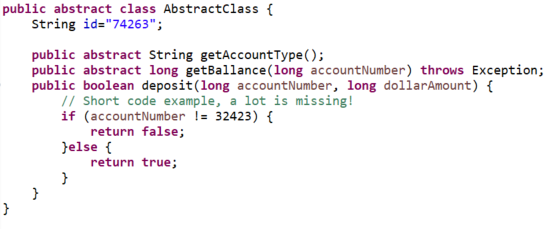 public abstract class AbstractClass {
String id="74263";
public abstract String getAccountType();
public abstract long getBallance(long accountNumber) throws Exception;
public boolean deposit(long accountNumber, long dollarAmount) {
// Short code example, a lot is missing!
if (accountNumber != 32423) {
return false;
}else {
return true;
}
}
}